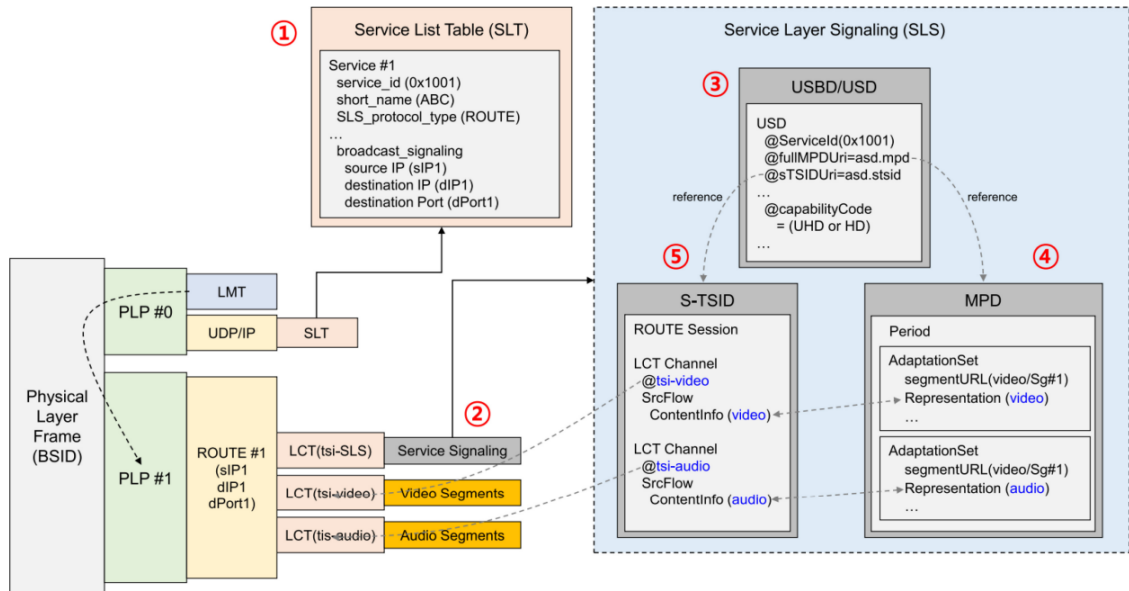 ①
Service List Table (SLT)
Service #1
service_id (0x1001)
short_name (ABC)
SLS_protocol_type (ROUTE)
…
broadcast_signaling
source IP (sIP1)
destination IP (dIP1)
destination Port (dPort1)
Service Layer Signaling (SLS)
③
USBD/USD
USD
@ServiceId(0x1001)
@fullMPDUri=asd.mpd
@sTSIDUri=asd.stsid
…
@capabilityCode
= (UHD or HD)
…
reference
reference
⑤
S-TSID
ROUTE Session
LCT Channel
@tsi-video
SrcFlow
ContentInfo (video)
LCT Channel
@tsi-audio
SrcFlow
ContentInfo (audio)
④
MPD
Period
AdaptationSet
segmentURL(video/Sg#1)
Representation (video)
…
AdaptationSet
segmentURL(video/Sg#1)
Representation (audio)
…
Physical
Layer
Frame
(BSID)
PLP #0
LMT
UDP/IP
SLT
PLP #1
ROUTE #1
(sIP1
dIP1
dPort1)
②
LCT(tsi-SLS)
Service Signaling
LCT(tsi-video)
Video Segments
LCT(tis-audio)
Audio Segments